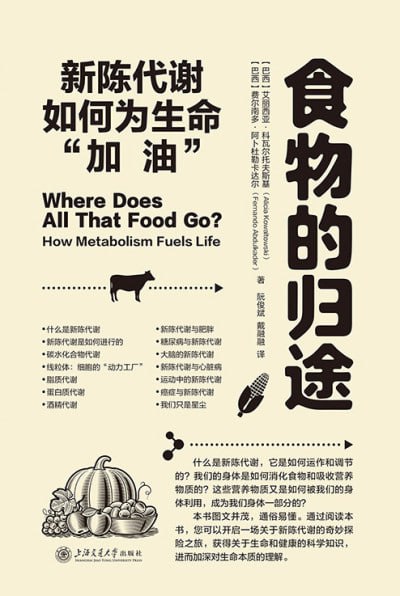 食物的归途
新陈代谢
如何为生命
“加 油”
Where Does
All That Food Go?
How Metabolism Fuels Life
[巴西] 艾丽西亚·科瓦尔托夫斯基 (Alicia Kowaltowski)
[巴西] 费尔南多·阿卜杜勒卡达尔 (Fernando Abdulkader)
著
阮俊斌 戴融融 译
•什么是新陈代谢
•新陈代谢是如何进行的
•碳水化合物代谢
•线粒体：细胞的“动力工厂”
•脂质代谢
•蛋白质代谢
•酒精代谢
•新陈代谢与肥胖
•糖尿病与新陈代谢
•大脑的新陈代谢
•新陈代谢与心脏病
•运动中的新陈代谢
•癌症与新陈代谢
•我们只是星尘
什么是新陈代谢，它是如何运作和调节
的？我们的身体是如何消化食物和吸收营养
物质的？这些营养物质又是如何被我们的身
体利用，成为我们身体一部分的？
本书图文并茂，通俗易懂。通过阅读本
书，您可以开启一场关于新陈代谢的奇妙探
险之旅，获得关于生命和健康的科学知识，
进而加深对生命本质的理解。
上海交通大学出版社
SHANGHAI JIAO TONG UNIVERSITY PRESS